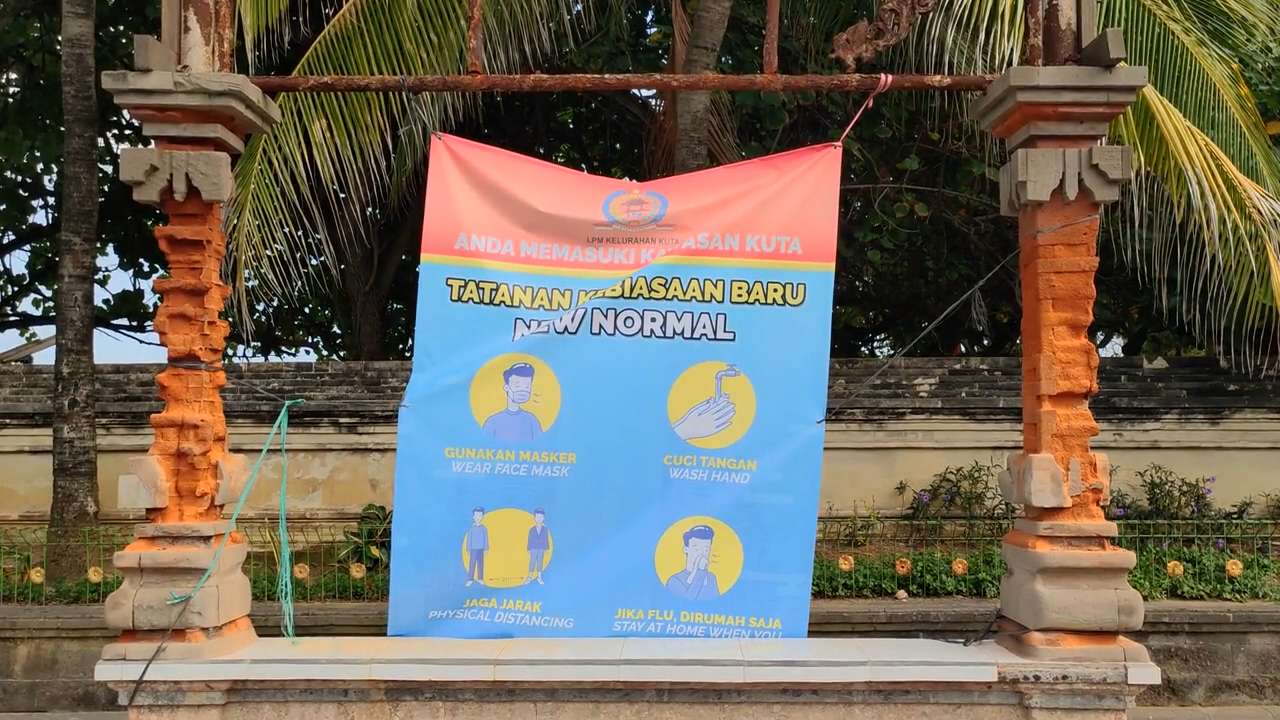 LPM KELURAHAN KUTA
ANDA MEMASUKI KAWASAN KUTA
TATANAN KEBIASAAN BARU
NEW NORMAL
GUNAKAN MASKER
WEAR FACE MASK
CUCI TANGAN
WASH HAND
JAGA JARAK
PHYSICAL DISTANCING
JIKA FLU, DIRUMAH SAJA
STAY AT HOME WHEN YOU